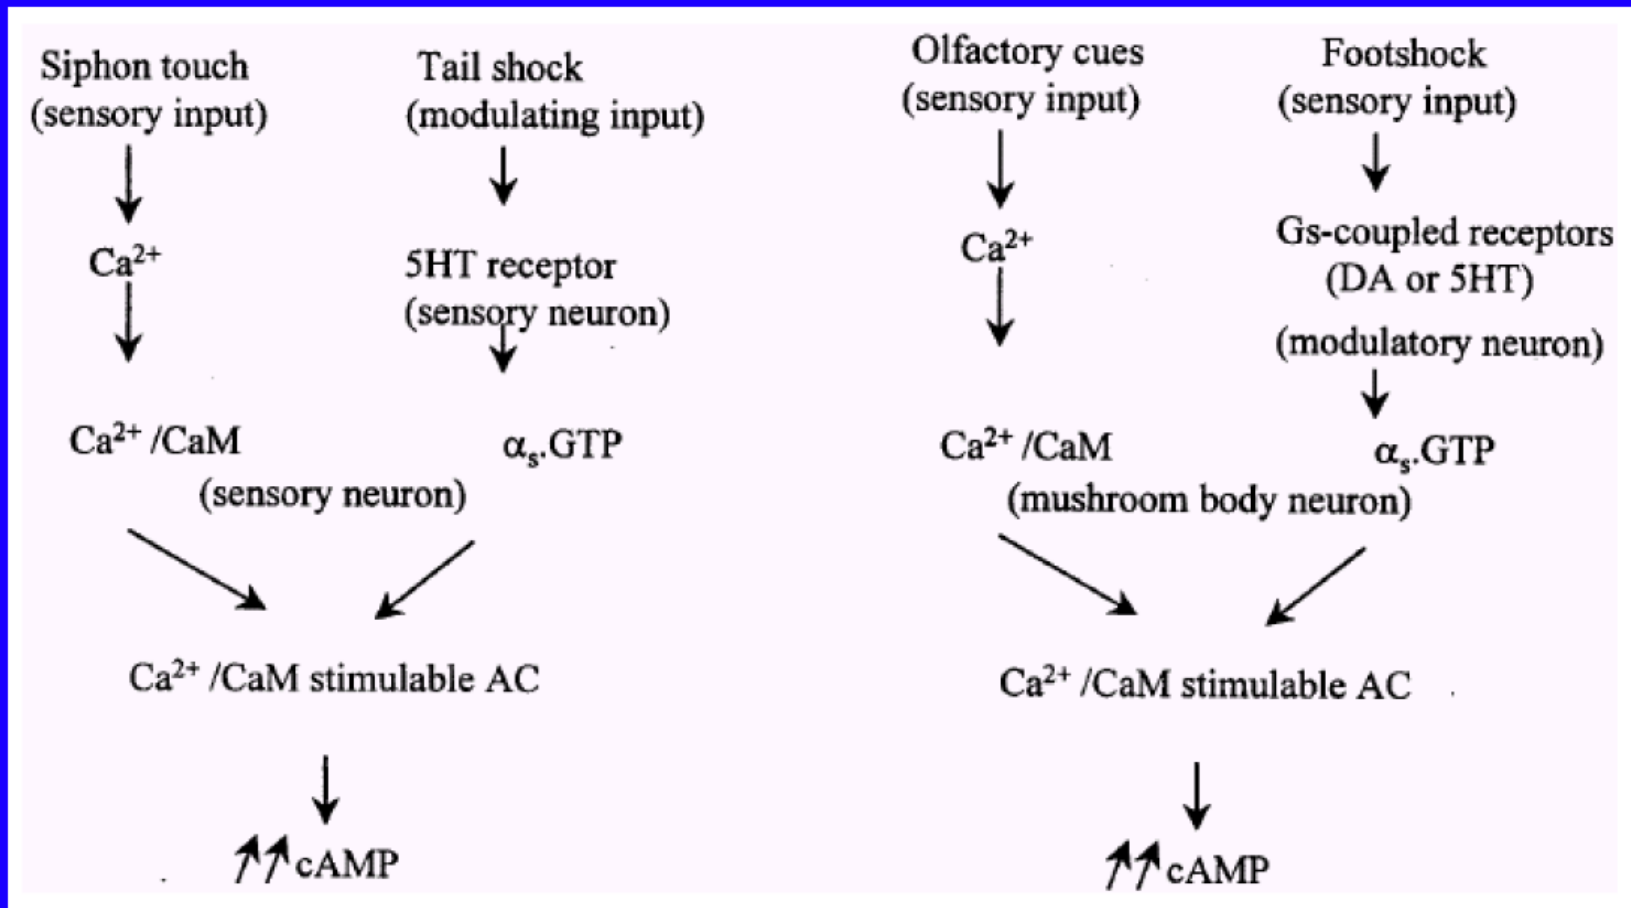 Siphon touch
(sensory input)
Ca²⁺
Ca²⁺ /CaM
Tail shock
(modulating input)
5HT receptor
(sensory neuron)
αₛ.GTP
(sensory neuron)
Ca²⁺ /CaM stimulable AC
cAMP
Olfactory cues
(sensory input)
Ca²⁺
Ca²⁺ /CaM
Footshock
(sensory input)
Gs-coupled receptors
(DA or 5HT)
(modulatory neuron)
αₛ.GTP
(mushroom body neuron)
Ca²⁺ /CaM stimulable AC
cAMP